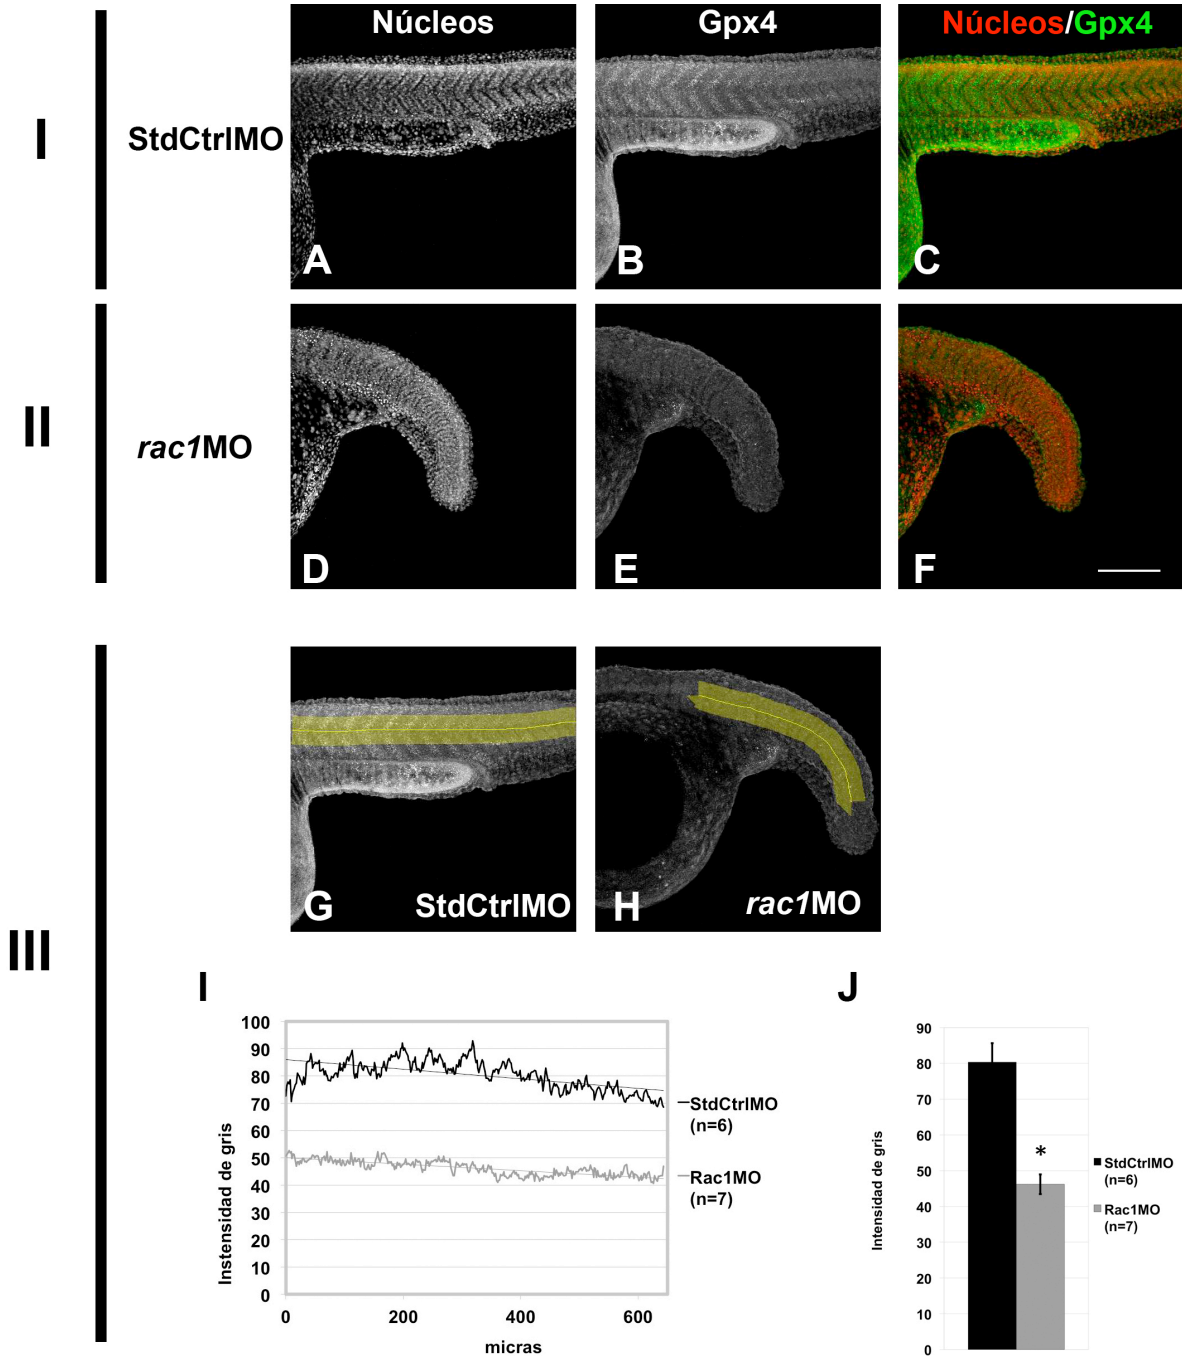 Núcleos
Gpx4
Núcleos/Gpx4
I
StdCtrlMO
A
B
C
II
rac1MO
D
E
F
III
G
StdCtrlMO
H
rac1MO
I
100
90
80
70
60
50
40
30
20
10
0
Instensidad de gris
0
200
400
600
micras
StdCtrlMO
(n=6)
Rac1MO
(n=7)
J
90
80
70
60
50
40
30
20
10
0
Intensidad de gris
*
StdCtrlMO
(n=6)
Rac1MO
(n=7)